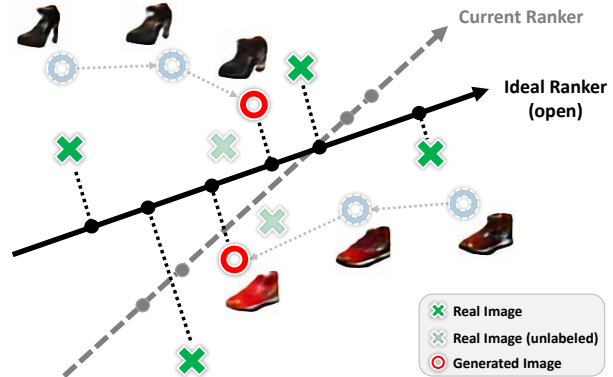 Current Ranker
Ideal Ranker
(open)
Real Image
Real Image (unlabeled)
Generated Image